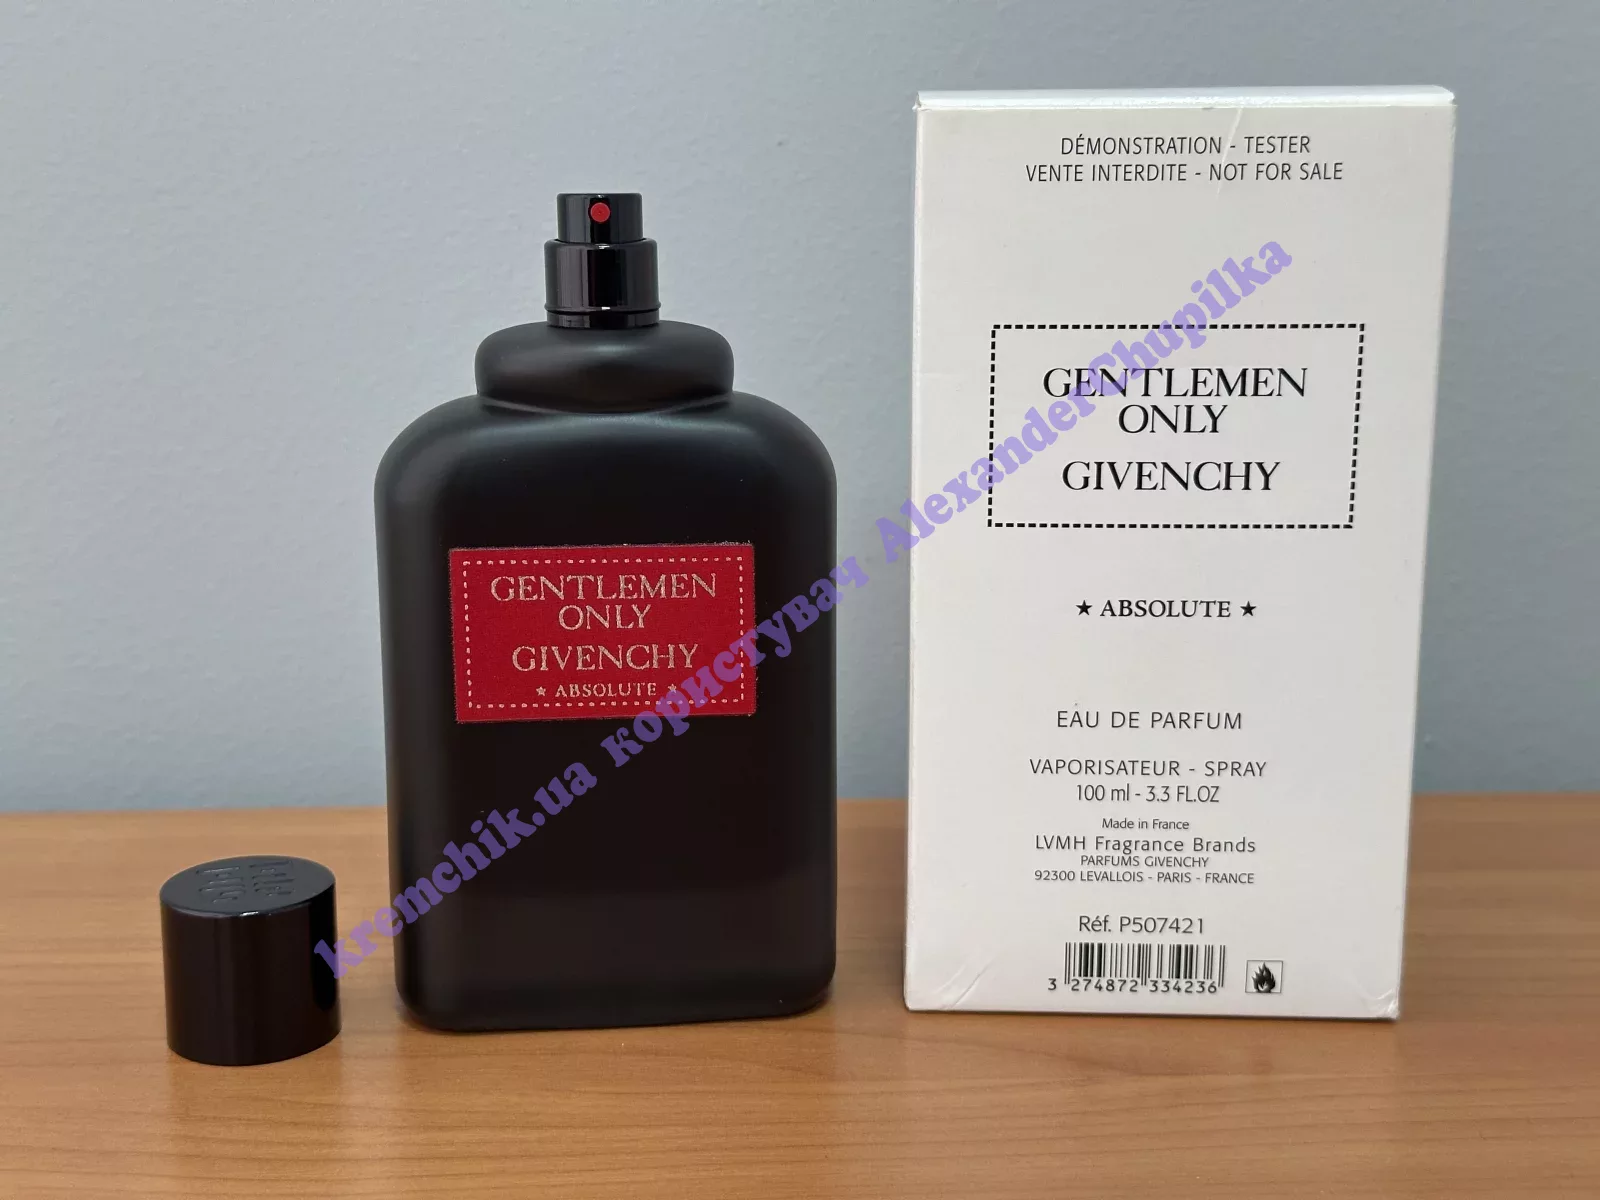 GENTLEMEN
ONLY
GIVENCHY
★ ABSOLUTE ★
DÉMONSTRATION - TESTER
VENTE INTERDITE - NOT FOR SALE
GENTLEMEN
ONLY
GIVENCHY
★ ABSOLUTE ★
EAU DE PARFUM
VAPORISATEUR - SPRAY
100 ml - 3.3 FL.OZ
Made in France
LVMH Fragrance Brands
PARFUMS GIVENCHY
92300 LEVALLOIS - PARIS - FRANCE
Réf. P507421
3 274872 334236
kremchik.ua користувач AlexanderChupilka